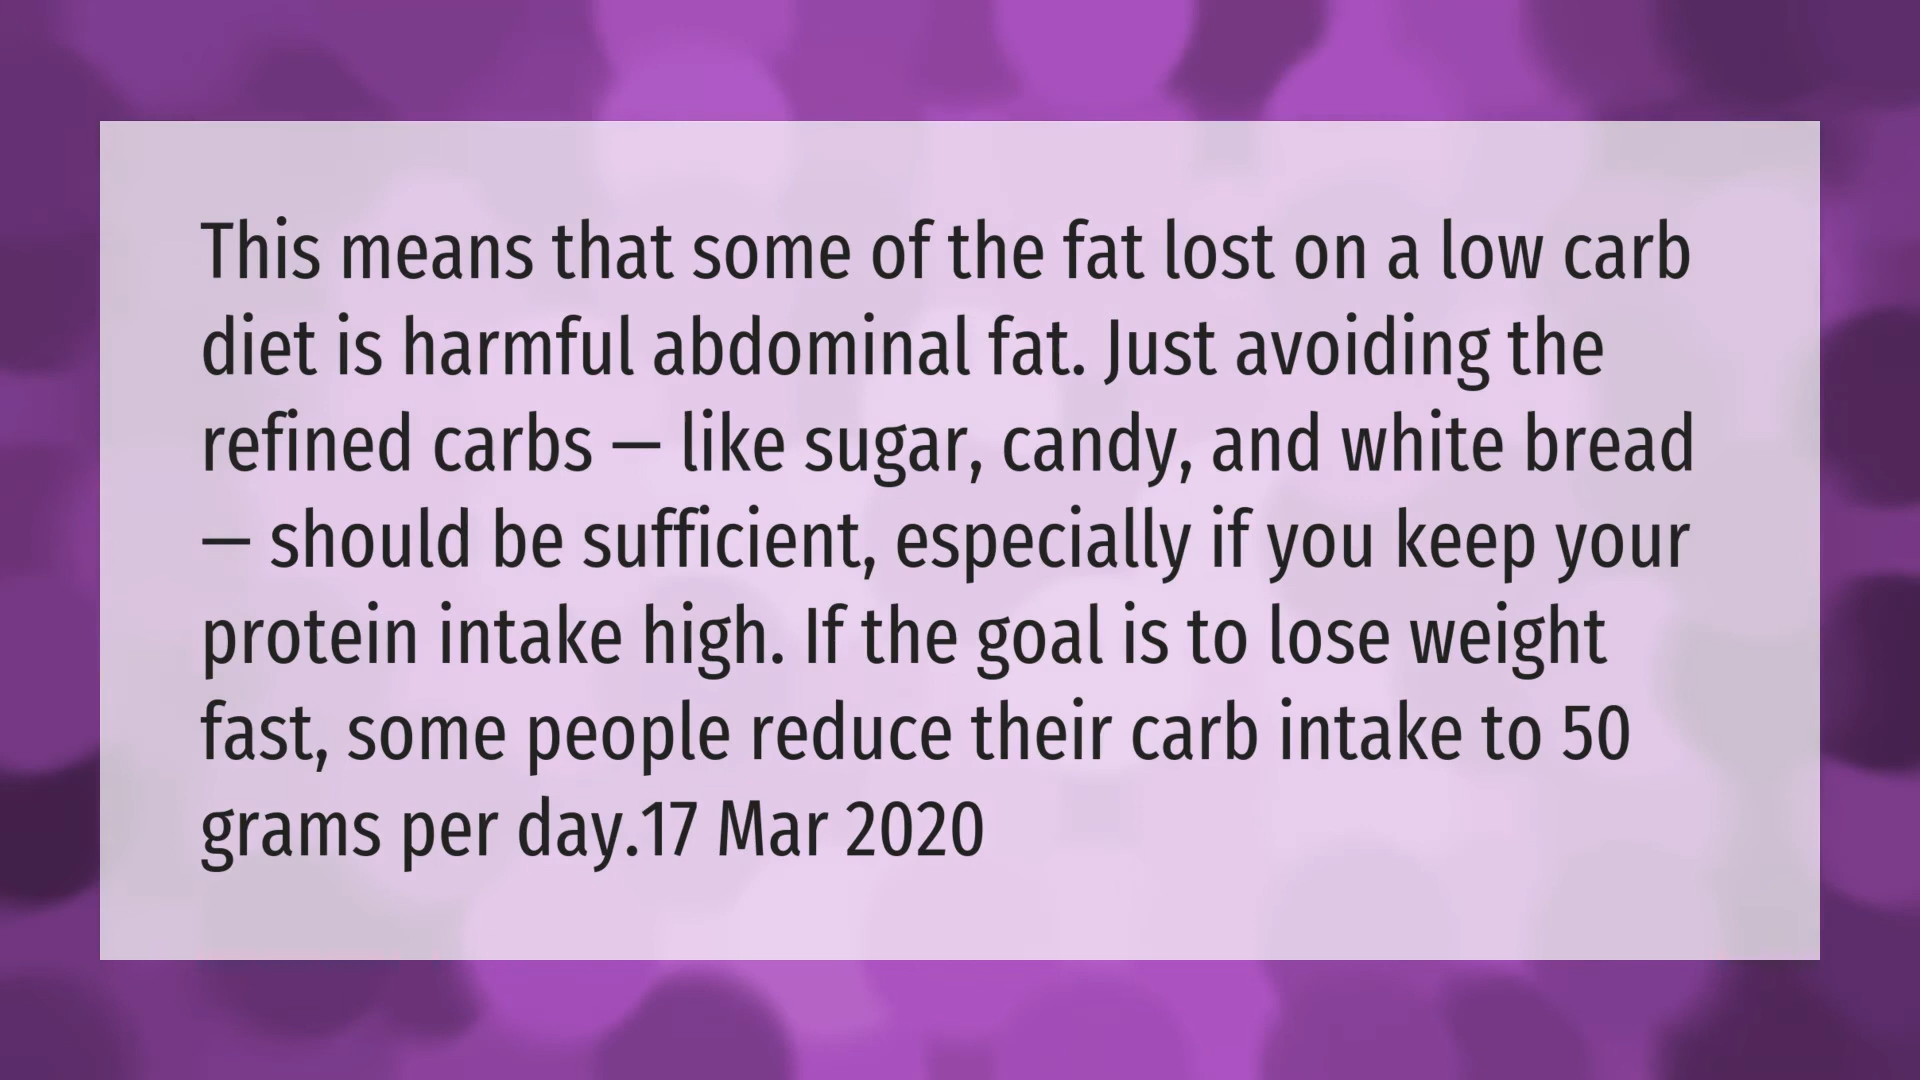 This means that some of the fat lost on a low carb
diet is harmful abdominal fat. Just avoiding the
refined carbs — like sugar, candy, and white bread
— should be sufficient, especially if you keep your
protein intake high. If the goal is to lose weight
fast, some people reduce their carb intake to 50
grams per day.17 Mar 2020